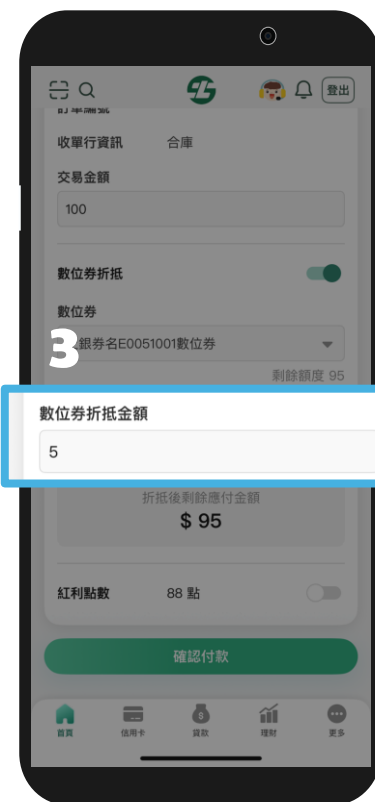 登出
訂單編號
收單行資訊 合庫
交易金額
100
數位券折抵
數位券
3
銀券名E0051001數位券
剩餘額度 95
數位券折抵金額
5
折抵後剩餘應付金額
$ 95
紅利點數 88 點
確認付款
首頁 信用卡 貸款 理財 更多